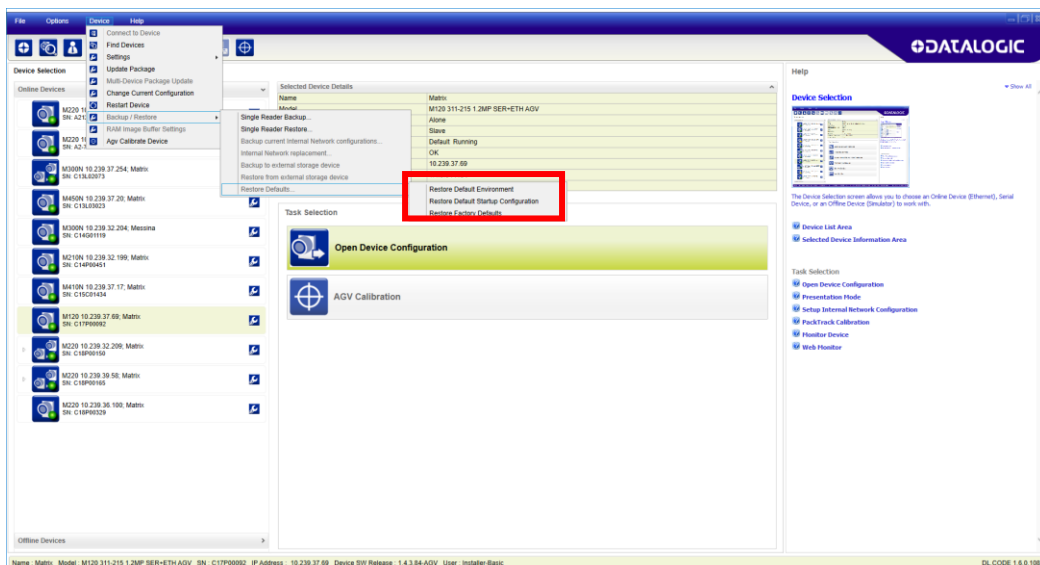 File Options Device Help
Connect to Device
Find Devices
Settings
Update Package
Multi-Device Package Update
Change Current Configuration
Restart Device
Backup / Restore
RAM Image Buffer Settings
Agv Calibrate Device
Single Reader Backup...
Single Reader Restore...
Backup current Internal Network configurations...
Internal Network replacement...
Backup to external storage device
Restore from external storage device
Restore Defaults...
Restore Default Environment
Restore Default Startup Configuration
Restore Factory Defaults
DATALOGIC
Device Selection
Online Devices
M220 10
SN: A21
M220 10
SN: A2-
M300N 10.239.37.254; Matrix
SN: C13L02073
M450N 10.239.37.20; Matrix
SN: C13L03023
M300N 10.239.32.204; Messina
SN: C14G01119
M210N 10.239.32.199; Matrix
SN: C14P00451
M410N 10.239.37.17; Matrix
SN: C15C01434
M120 10.239.37.69; Matrix
SN: C17P00092
M220 10.239.32.209; Matrix
SN: C18P00150
M220 10.239.39.58; Matrix
SN: C18P00165
M220 10.239.36.100; Matrix
SN: C18P00329
Offline Devices
Selected Device Details
Name Matrix
Model M120 311-215 1.2MP SER+ETH AGV
Alone
Slave
Default Running
OK
10.239.37.69
Task Selection
Open Device Configuration
AGV Calibration
Help
Show All
Device Selection
The Device Selection screen allows you to choose an Online Device (Ethernet), Serial
Device, or an Offline Device (Simulator) to work with.
Device List Area
Selected Device Information Area
Task Selection
Open Device Configuration
Presentation Mode
Setup Internal Network Configuration
PackTrack Calibration
Monitor Device
Web Monitor
Name : Matrix Model : M120 311-215 1.2MP SER+ETH AGV SN : C17P00092 IP Address : 10.239.37.69 Device SW Release : 1.4.3.84-AGV User : Installer-Basic
DL.CODE 1.6.0.108